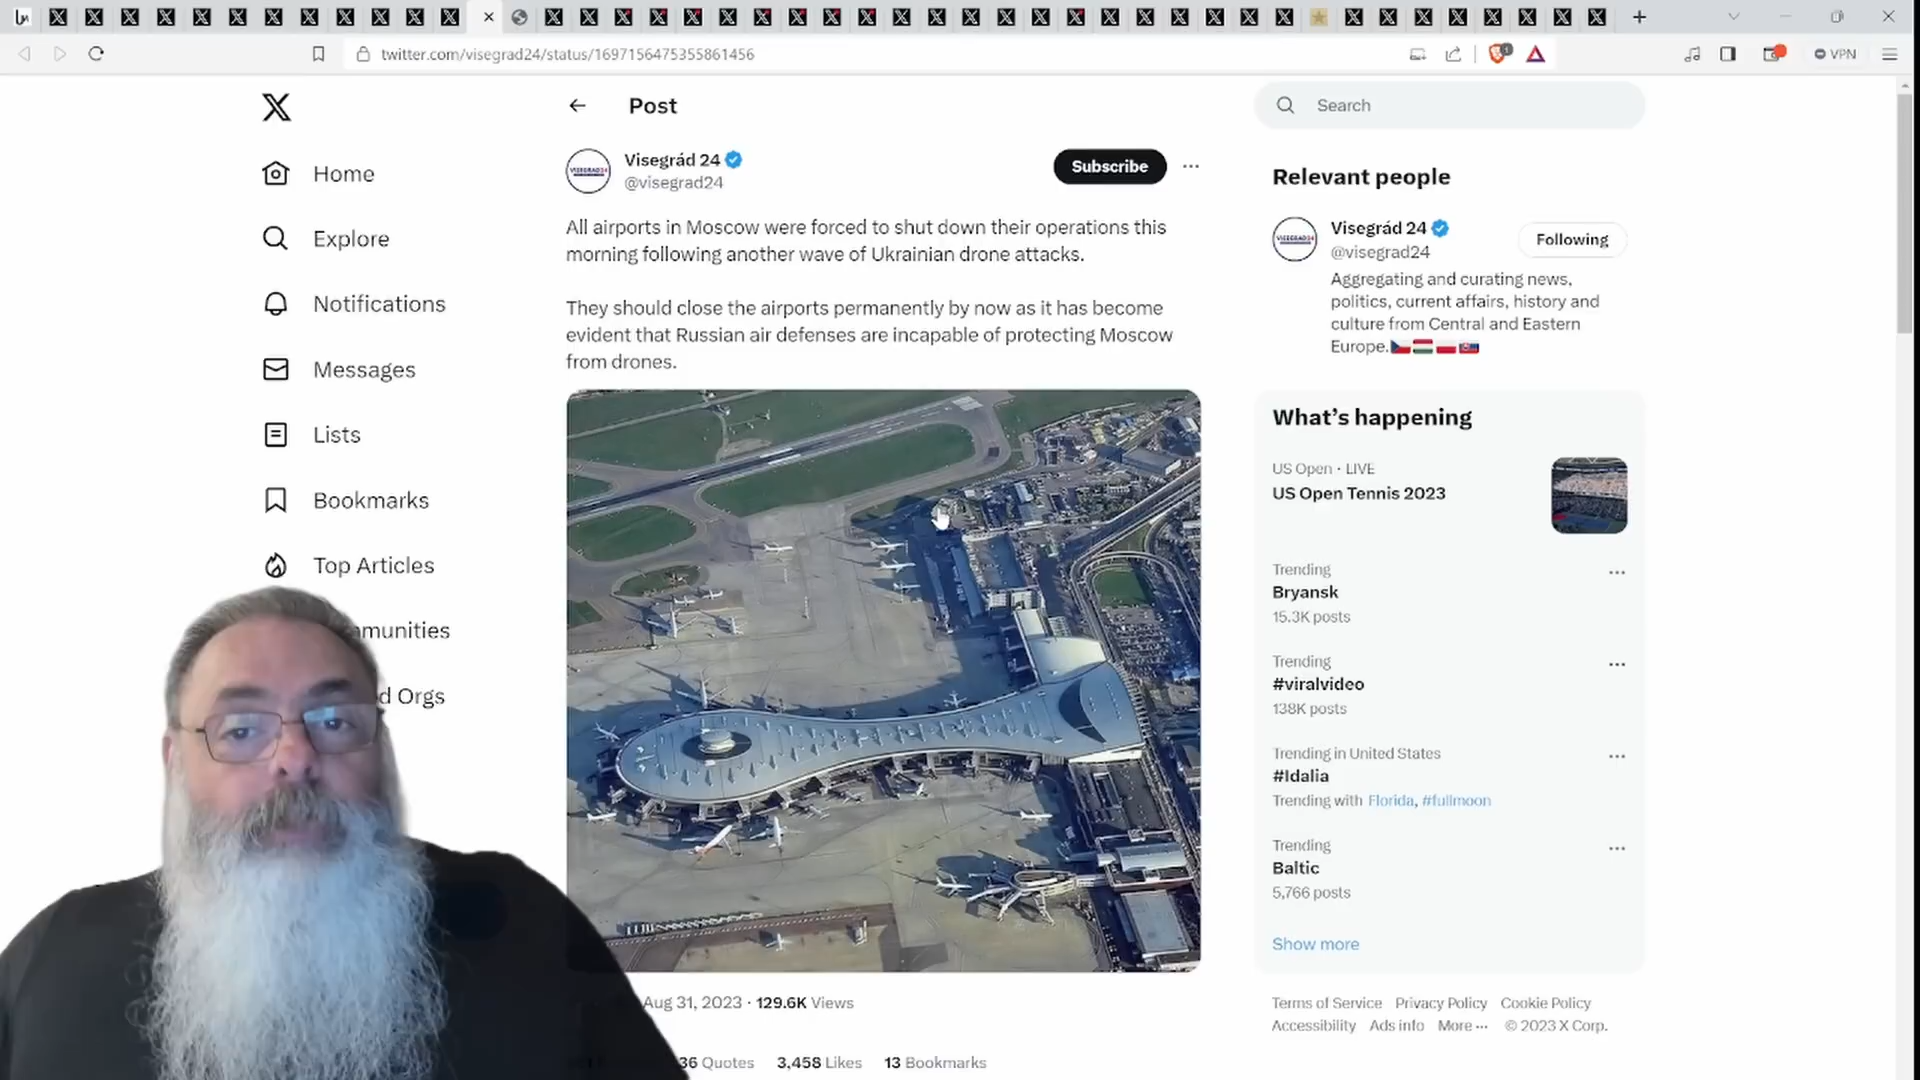 twitter.com/visegrad24/status/1697156475355861456
VPN
Post
Search
Home
Explore
Notifications
Messages
Lists
Bookmarks
Top Articles
mmunities
d Orgs
Visegrád 24
@visegrad24
Subscribe
All airports in Moscow were forced to shut down their operations this
morning following another wave of Ukrainian drone attacks.
They should close the airports permanently by now as it has become
evident that Russian air defenses are incapable of protecting Moscow
from drones.
Aug 31, 2023 · 129.6K Views
36 Quotes 3,458 Likes 13 Bookmarks
Relevant people
Visegrád 24
@visegrad24
Following
Aggregating and curating news,
politics, current affairs, history and
culture from Central and Eastern
Europe.
What's happening
US Open · LIVE
US Open Tennis 2023
Trending
Bryansk
15.3K posts
Trending
#viralvideo
138K posts
Trending in United States
#Idalia
Trending with Florida, #fullmoon
Trending
Baltic
5,766 posts
Show more
Terms of Service Privacy Policy Cookie Policy
Accessibility Ads info More ··· © 2023 X Corp.